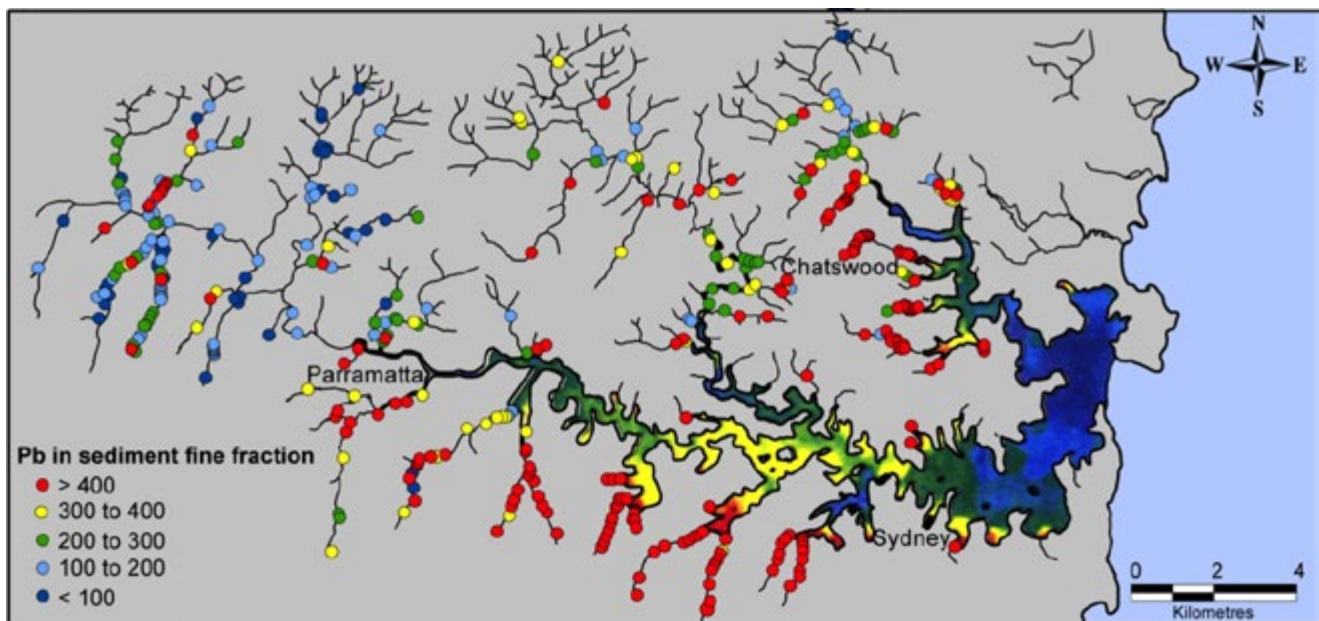 N
W E
S
Chatswood
Parramatta
Pb in sediment fine fraction
> 400
300 to 400
200 to 300
100 to 200
< 100
Sydney
0 2 4
Kilometres